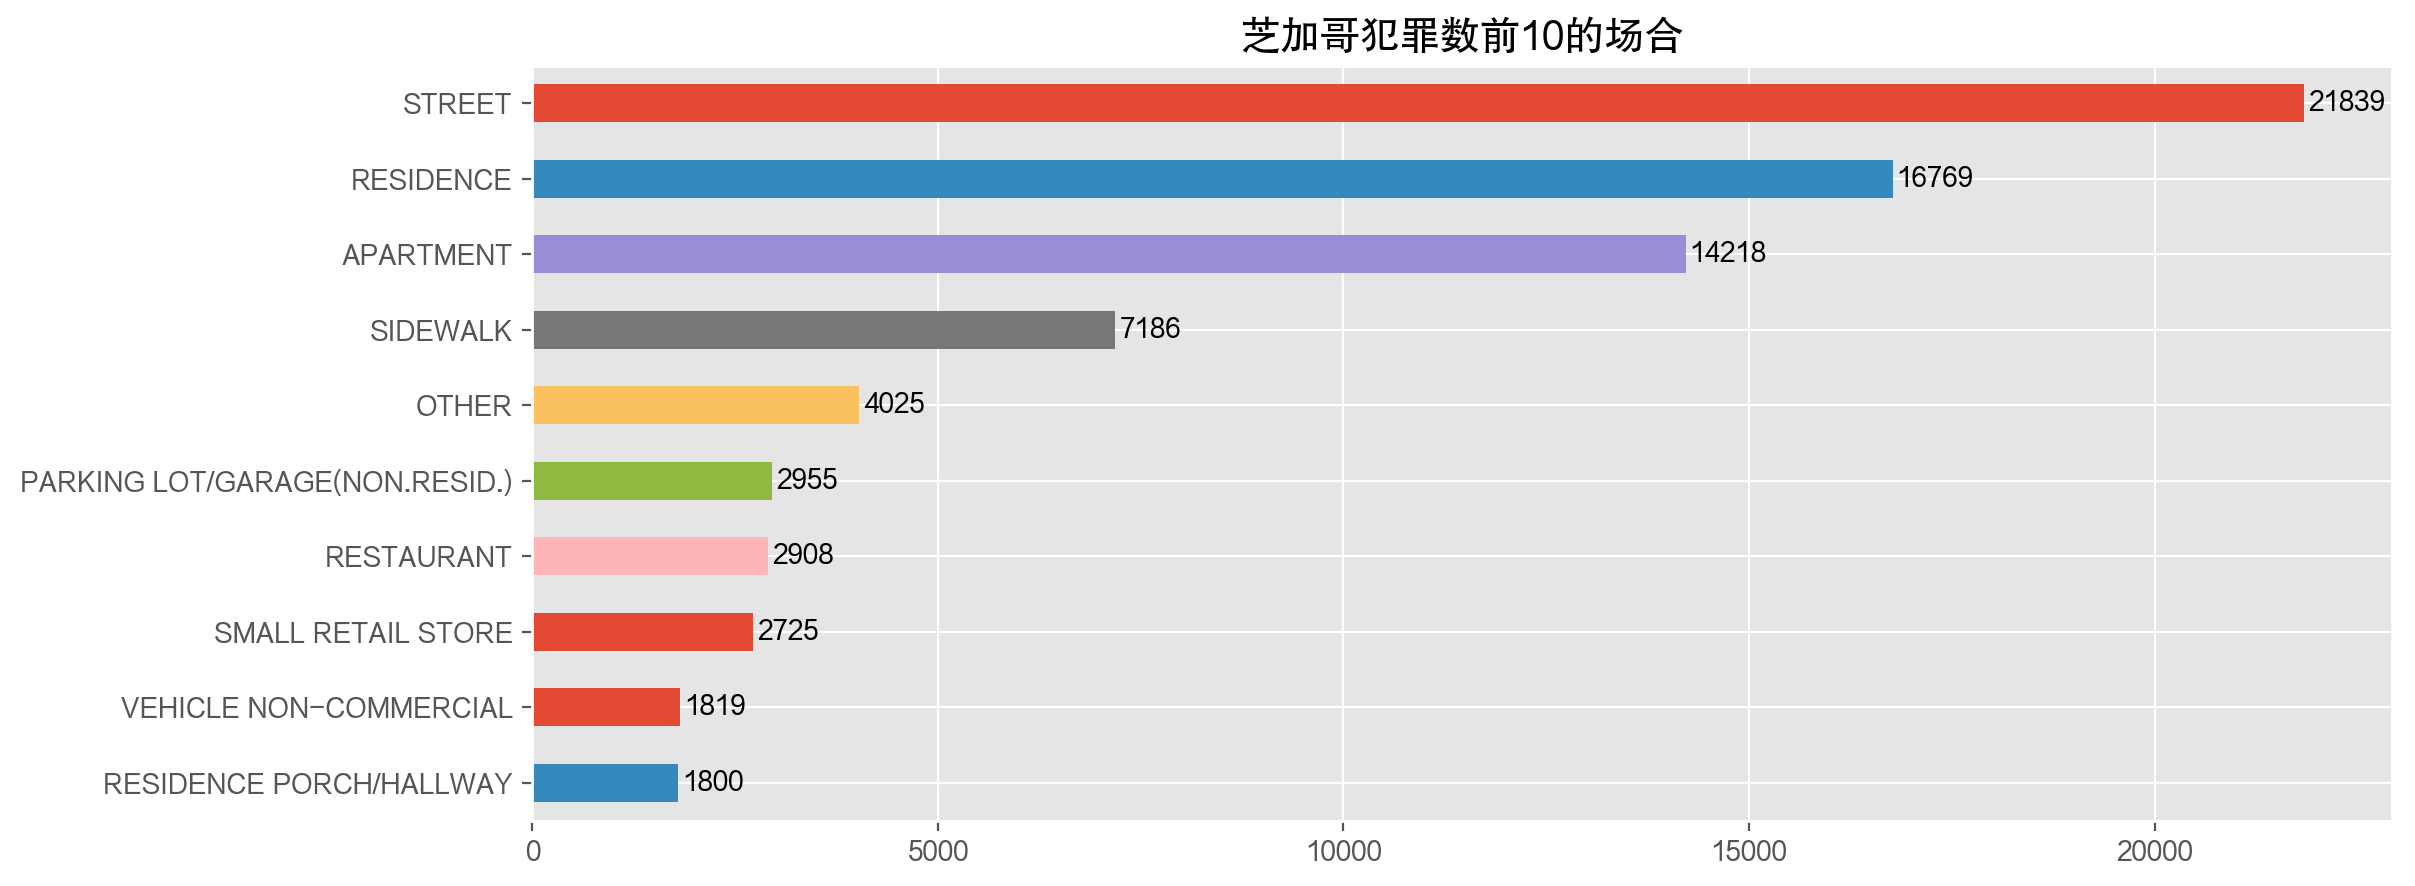 芝加哥犯罪数前10的场合
STREET 21839
RESIDENCE 16769
APARTMENT 14218
SIDEWALK 7186
OTHER 4025
PARKING LOT/GARAGE(NON.RESID.) 2955
RESTAURANT 2908
SMALL RETAIL STORE 2725
VEHICLE NON-COMMERCIAL 1819
RESIDENCE PORCH/HALLWAY 1800
0 5000 10000 15000 20000